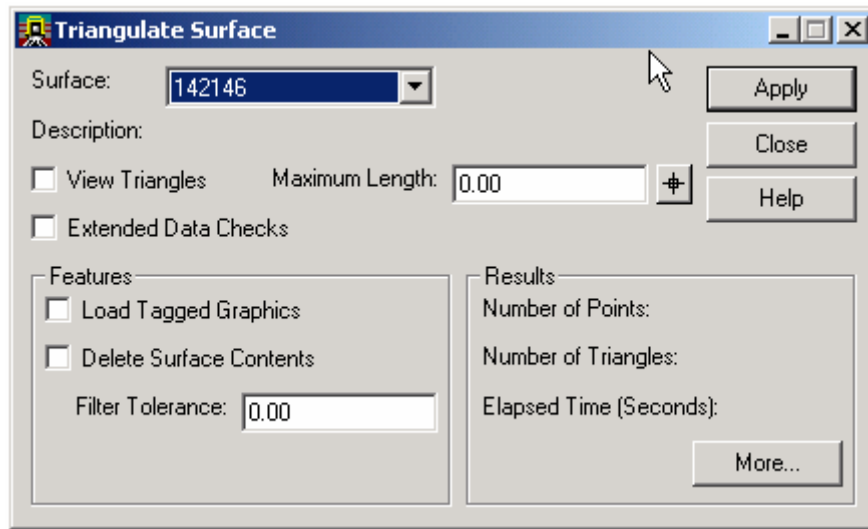 Triangulate Surface
Surface: 142146
Apply
Description:
Close
View Triangles Maximum Length: 0.00
Help
Extended Data Checks
Features
Load Tagged Graphics
Delete Surface Contents
Filter Tolerance: 0.00
Results
Number of Points:
Number of Triangles:
Elapsed Time (Seconds):
More...